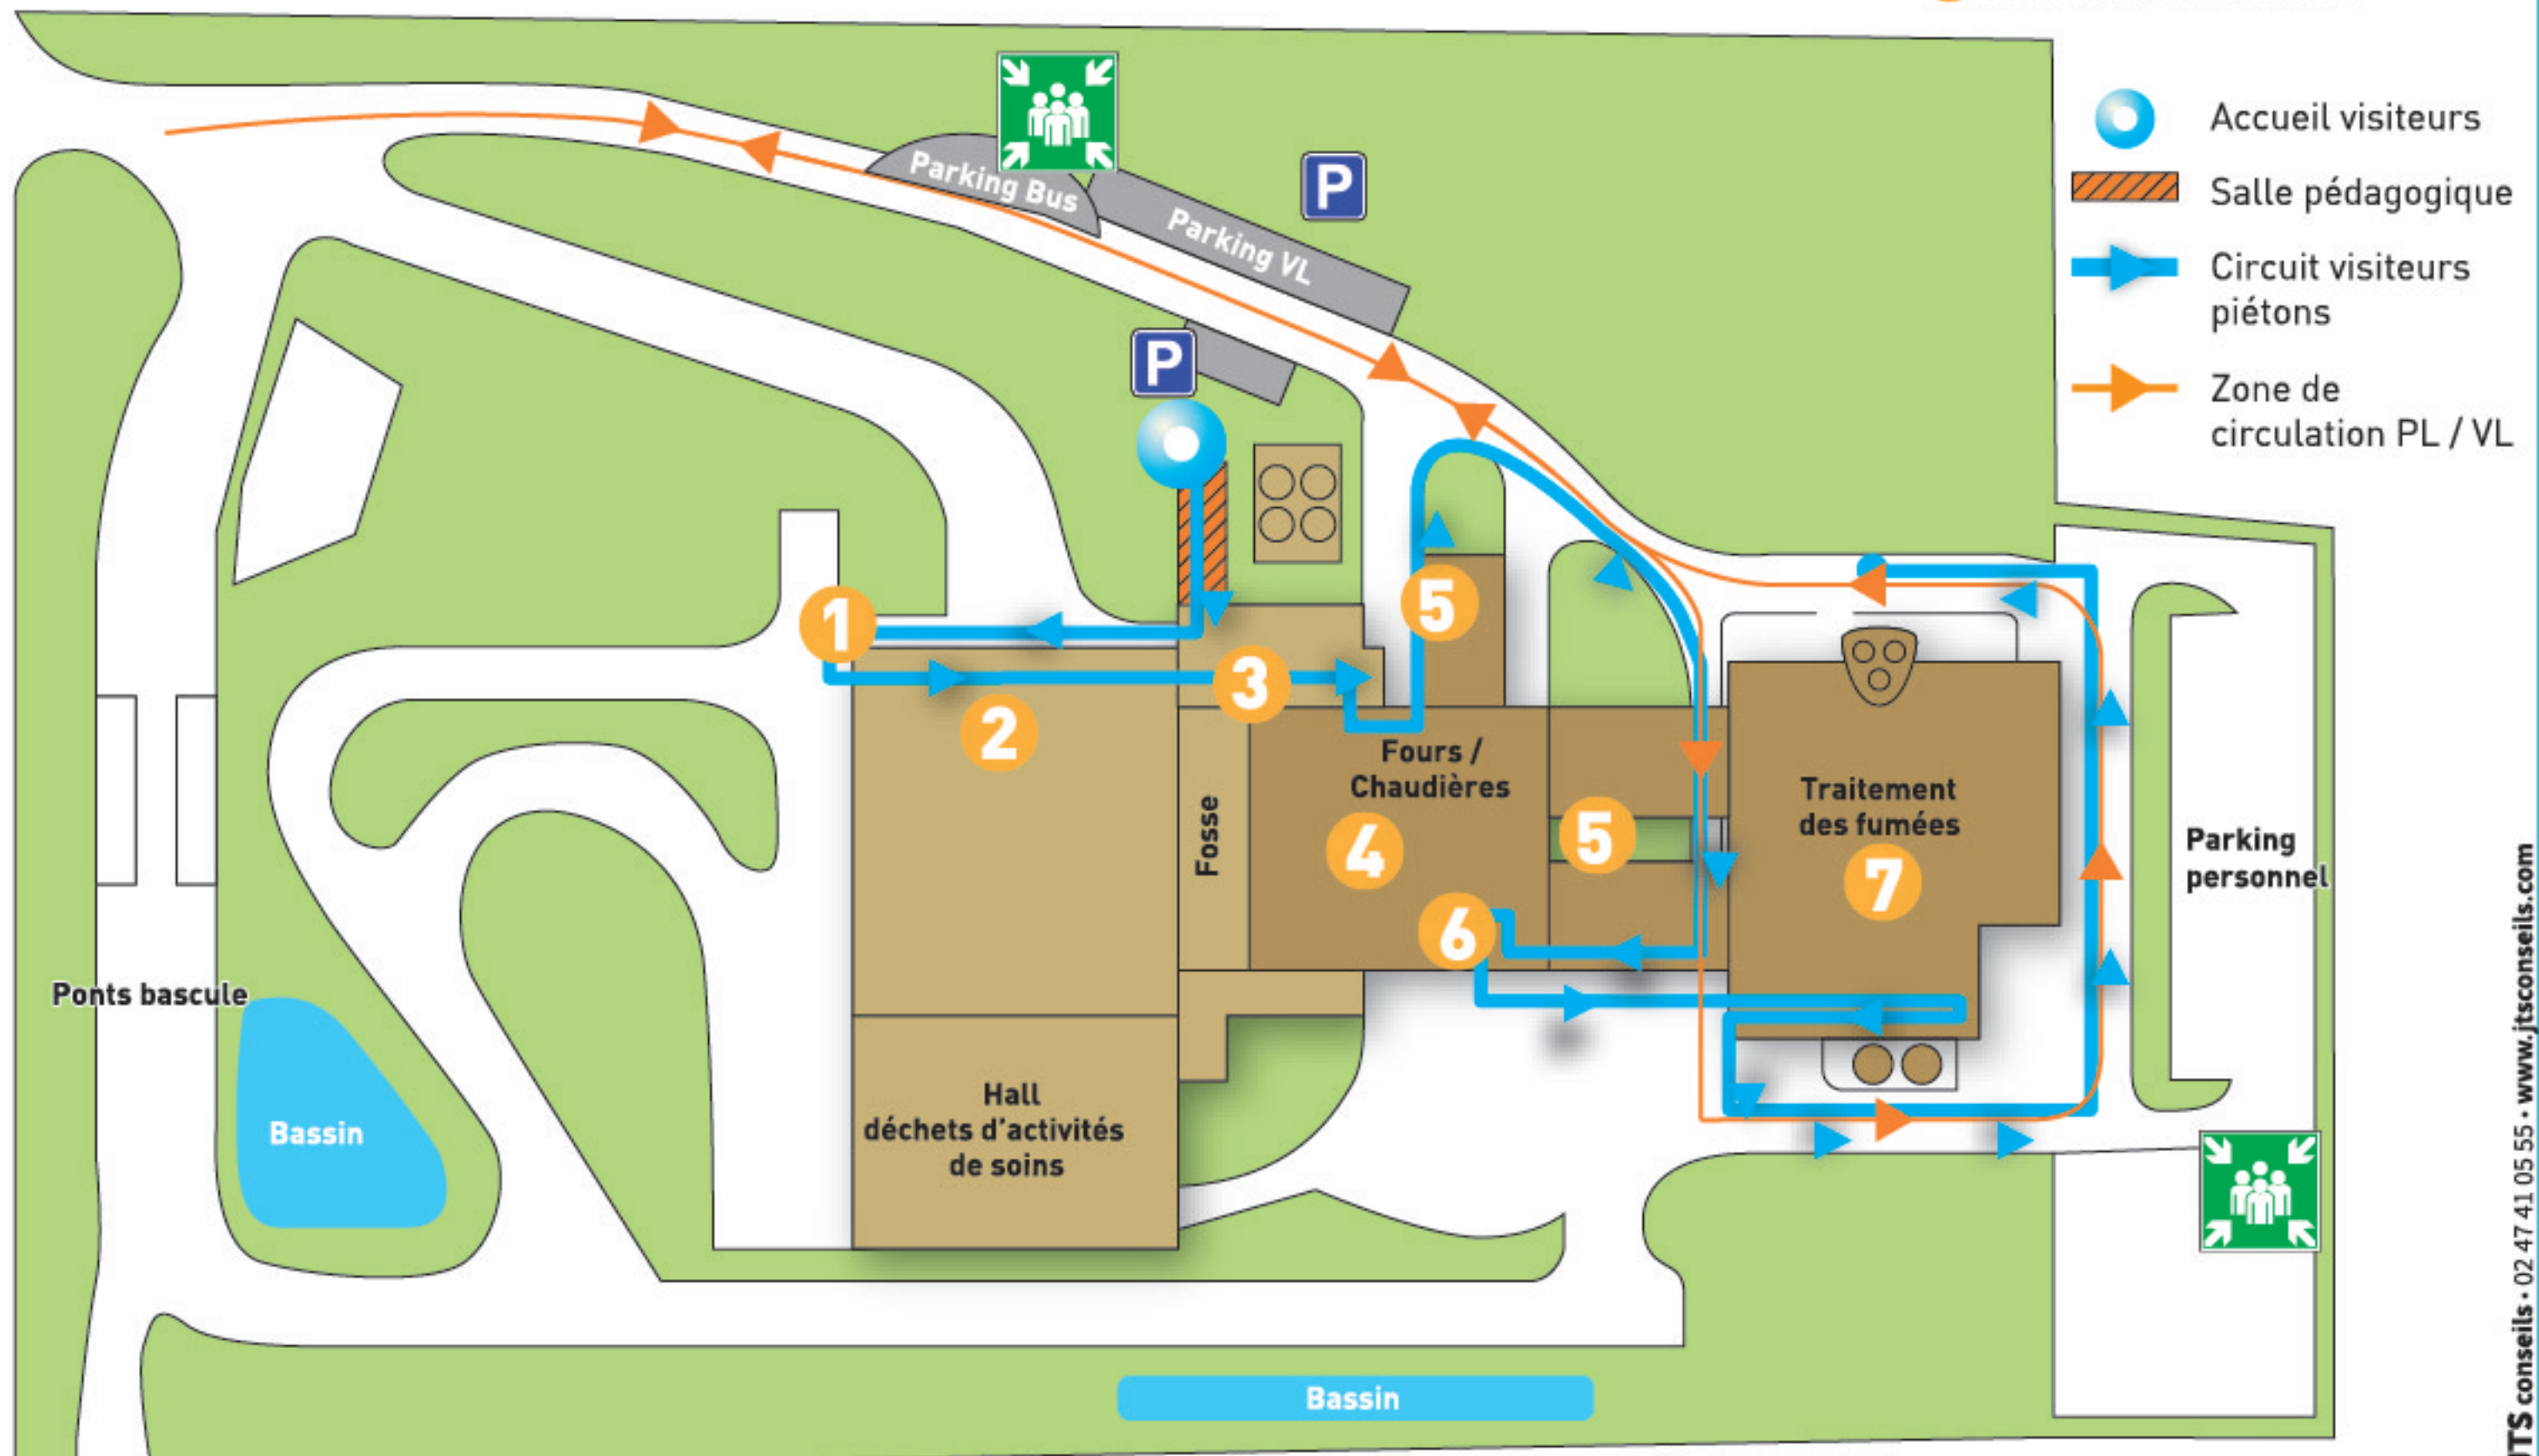 Accueil visiteurs
Salle pédagogique
Circuit visiteurs
piétons
Zone de
circulation PL / VL
Parking Bus
P
Parking VL
P
1
5
3
2
Fours /
Chaudières
4
5
6
Fosse
Traitement
des fumées
7
Parking
personnel
Ponts bascule
Bassin
Hall
déchets d'activités
de soins
Bassin
JTS conseils • 02 47 41 05 55 • www.jtsconseils.com